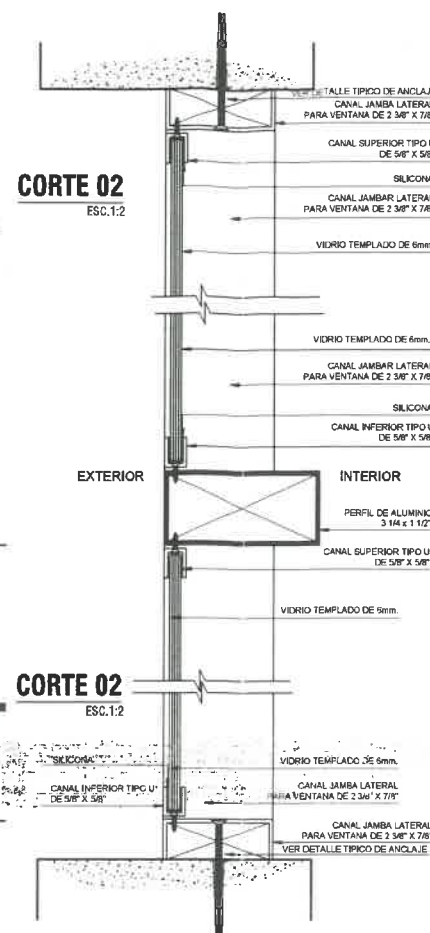 VER DETALLE TIPICO DE ANCLAJE
CANAL JAMBA LATERAL
PARA VENTANA DE 2 3/8" X 7/8"
CANAL SUPERIOR TIPO U
DE 5/8" X 5/8"
CORTE 02
ESC.1:2
SILICONA
CANAL JAMBAR LATERAL
PARA VENTANA DE 2 3/8" X 7/8"
VIDRIO TEMPLADO DE 6mm.
VIDRIO TEMPLADO DE 6mm.
CANAL JAMBAR LATERAL
PARA VENTANA DE 2 3/8" X 7/8"
SILICONA
CANAL INFERIOR TIPO U
DE 5/8" X 5/8"
EXTERIOR
INTERIOR
PERFIL DE ALUMINIO
3 1/4 x 1 1/2"
CANAL SUPERIOR TIPO U"
DE 5/8" X 5/8"
VIDRIO TEMPLADO DE 6mm.
CORTE 02
ESC.1:2
SILICONA
VIDRIO TEMPLADO DE 6mm.
CANAL INFERIOR TIPO U"
DE 5/8" X 5/8"
CANAL JAMBA LATERAL
PARA VENTANA DE 2 3/8" X 7/8"
CANAL JAMBA LATERAL
PARA VENTANA DE 2 3/8" X 7/8"
VER DETALLE TIPICO DE ANCLAJE